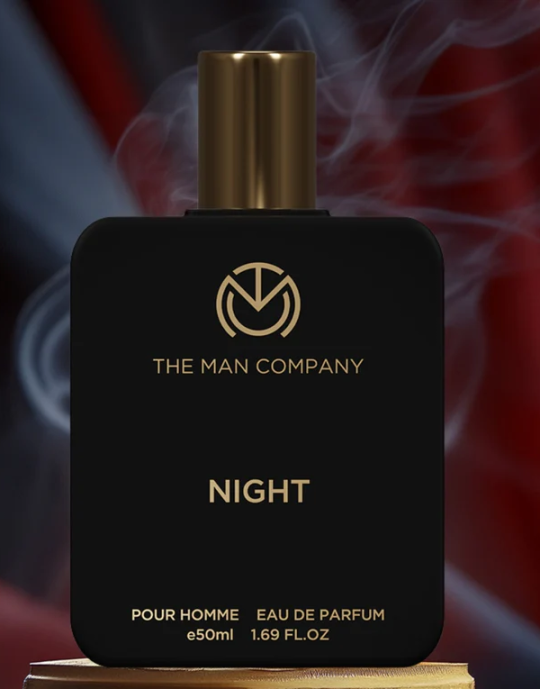 THE MAN COMPANY
NIGHT
POUR HOMME EAU DE PARFUM
e50ml 1.69 FL.OZ